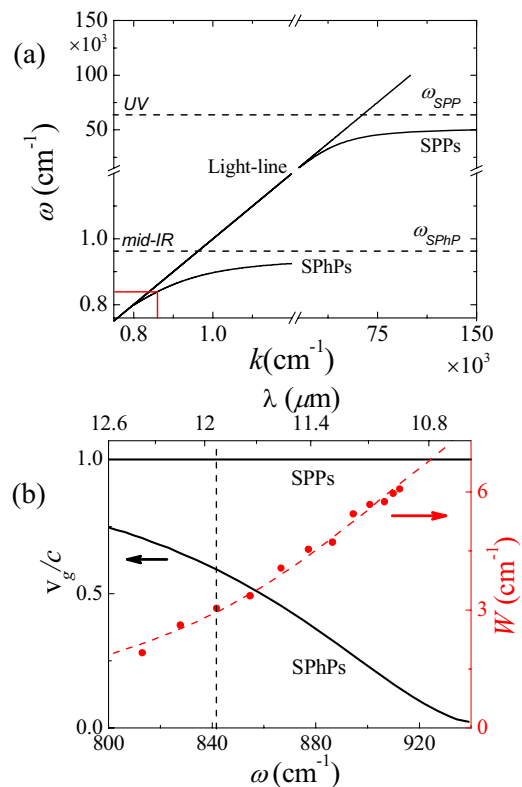 (a)
150
×10³
100
50
1.0
0.8
ω (cm⁻¹)
UV
ω_SPP
SPPs
Light-line
mid-IR
ω_SPhP
SPhPs
0.8 1.0 75 150
k(cm⁻¹)
×10³
λ (μm)
12.6 12 11.4 10.8
(b)
1.0
0.5
0.0
v_g/c
SPPs
SPhPs
6
3
0
W (cm⁻¹)
800 840 880 920
ω (cm⁻¹)